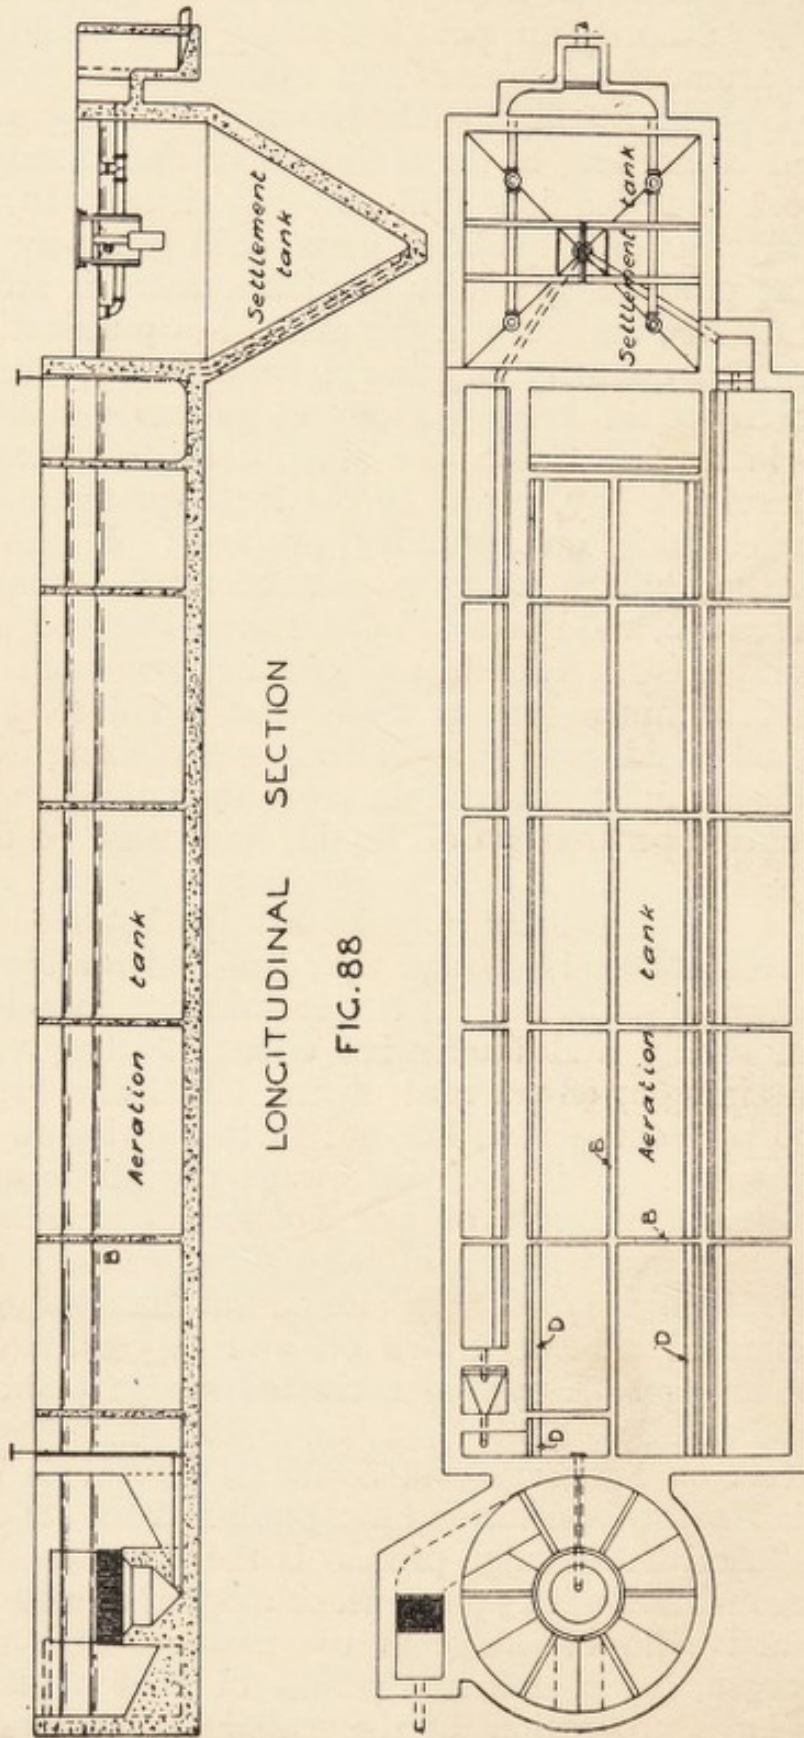 Settlement
tank
Aeration tank
B
LONGITUDINAL SECTION
FIG.88
Settlement tank
Aeration tank
B
B
D
D
D